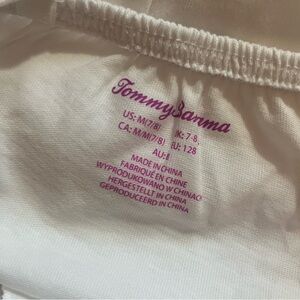 Tommy Barma
US: M(7/8) UK: 7-8
CA: M/M(7/8) EU: 128
AU: 8
MADE IN CHINA
FABRIQUÉ EN CHINE
WYPRODUKOWANO W CHINACH
HERGESTELLT IN CHINA
GEPRODUCEERD IN CHINA